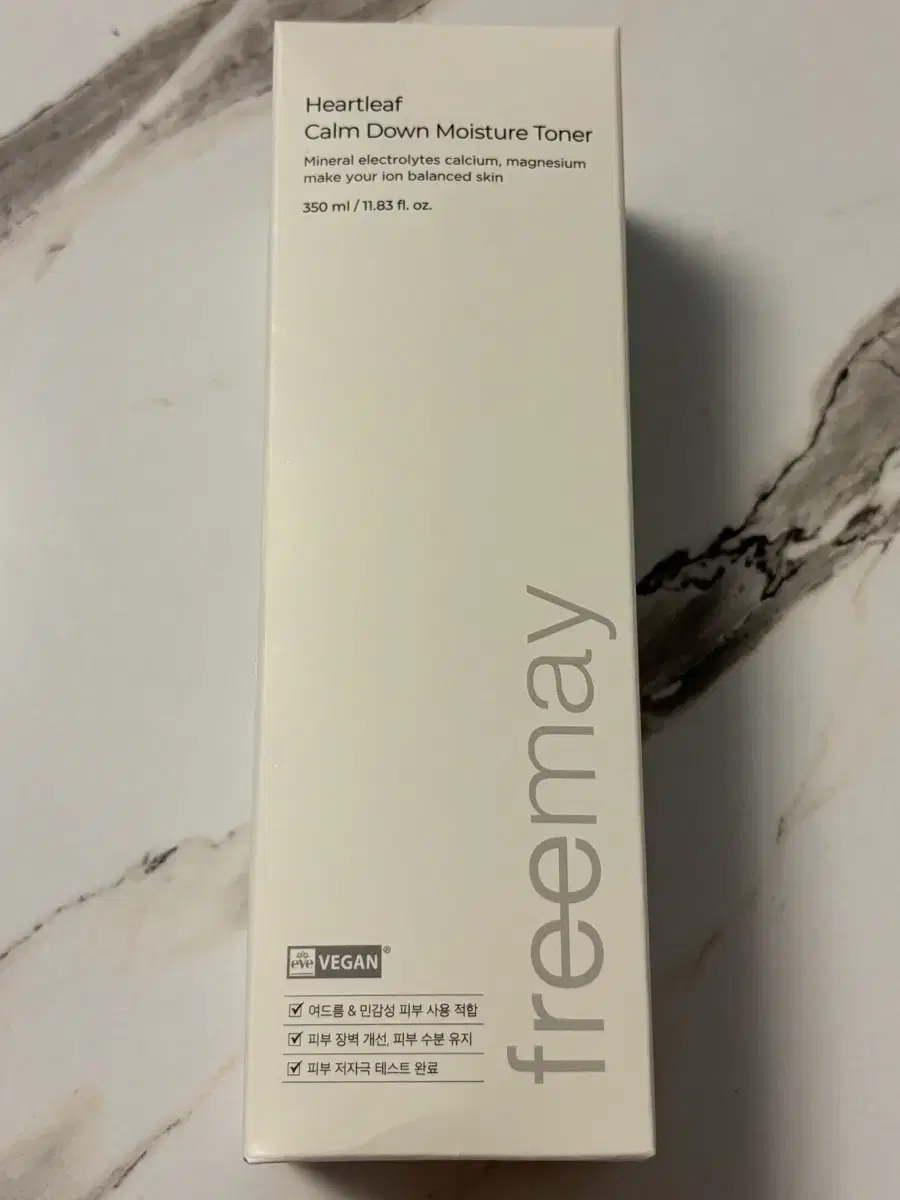 Heartleaf
Calm Down Moisture Toner
Mineral electrolytes calcium, magnesium
make your ion balanced skin
350 ml / 11.83 fl. oz.
freemay
eve VEGAN®
여드름 & 민감성 피부 사용 적합
피부 장벽 개선, 피부 수분 유지
피부 저자극 테스트 완료